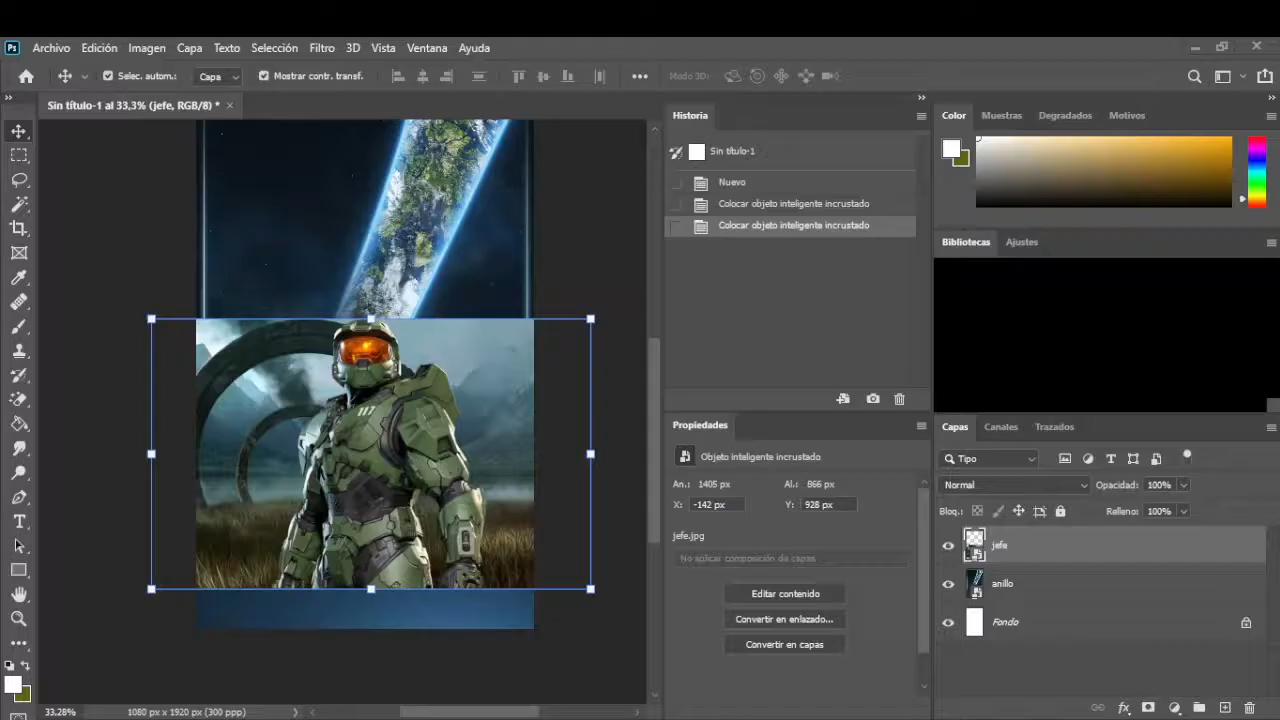 Ps Archivo Edición Imagen Capa Texto Selección Filtro 3D Vista Ventana Ayuda
Selec. autom.: Capa Mostrar contr. transf. Modo 3D:
Sin título-1 al 33,3% (jefe, RGB/8) *
Historia
Sin título-1
Nuevo
Colocar objeto inteligente incrustado
Colocar objeto inteligente incrustado
Color Muestras Degradados Motivos
Bibliotecas Ajustes
117
Propiedades
Objeto inteligente incrustado
An.: 1405 px Al.: 866 px
X: -142 px Y: 928 px
jefe.jpg
No aplicar composición de capas
Editar contenido
Convertir en enlazado...
Convertir en capas
Capas Canales Trazados
Tipo
Normal Opacidad: 100%
Bloq.: Relleno: 100%
jefe
anillo
Fondo
33,28% 1080 px x 1920 px (300 ppp)